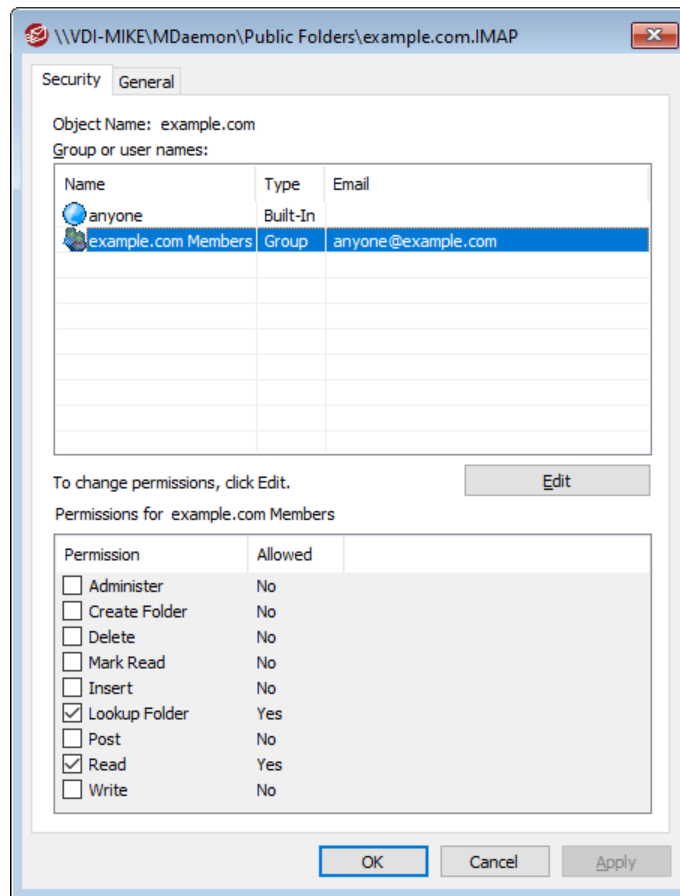 \\VDI-MIKE\MDaemon\Public Folders\example.com.IMAP
Security General
Object Name: example.com
Group or user names:
Name Type Email
anyone Built-In
example.com Members Group anyone@example.com
To change permissions, click Edit. Edit
Permissions for example.com Members
Permission Allowed
Administer No
Create Folder No
Delete No
Mark Read No
Insert No
Lookup Folder Yes
Post No
Read Yes
Write No
OK Cancel Apply